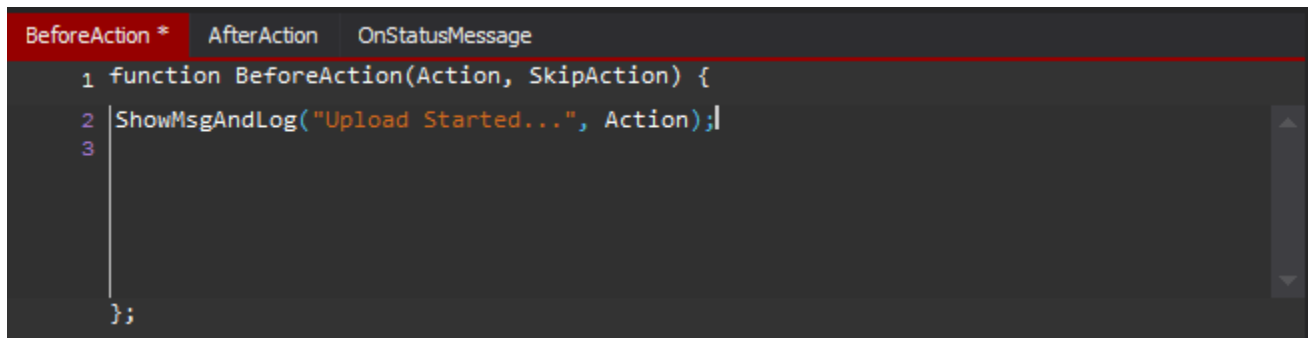 BeforeAction * AfterAction OnStatusMessage
1 function BeforeAction(Action, SkipAction) {
2 ShowMsgAndLog("Upload Started...", Action);
3
};